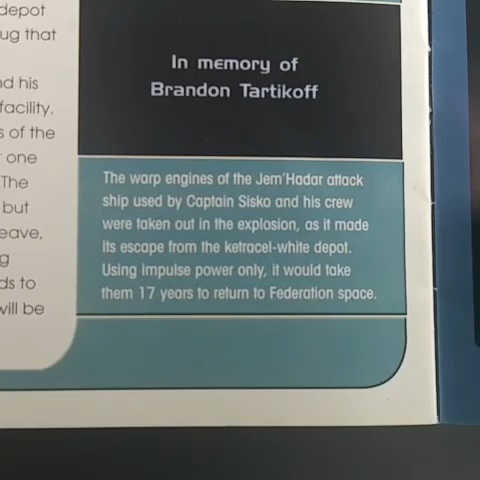 depot
ug that
nd his
facility.
s of the
one
The
but
eave,
g
ds to
will be
In memory of
Brandon Tartikoff
The warp engines of the Jem'Hadar attack
ship used by Captain Sisko and his crew
were taken out in the explosion, as it made
its escape from the ketracel-white depot.
Using impulse power only, it would take
them 17 years to return to Federation space.